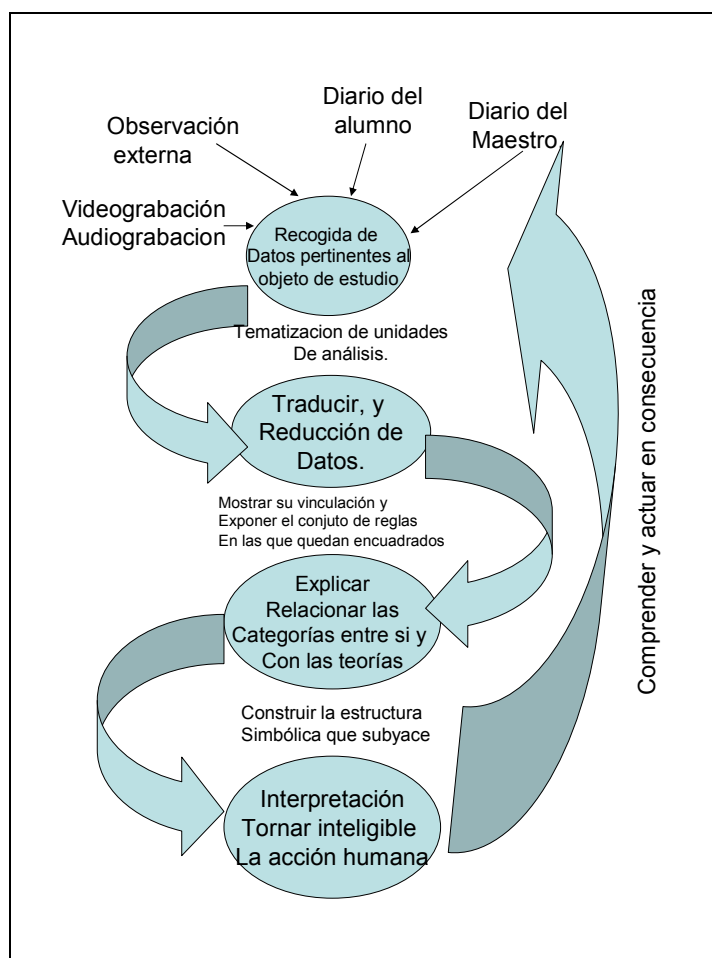 Diario del
alumno
Diario del
Maestro
Observación
externa
Videograbación
Audiograbacion
Recogida de
Datos pertinentes al
objeto de estudio
Tematizacion de unidades
De análisis.
Traducir, y
Reducción de
Datos.
Mostrar su vinculación y
Exponer el conjuto de reglas
En las que quedan encuadrados
Explicar
Relacionar las
Categorías entre si y
Con las teorías
Construir la estructura
Simbólica que subyace
Interpretación
Tornar inteligible
La acción humana
Comprender y actuar en consecuencia